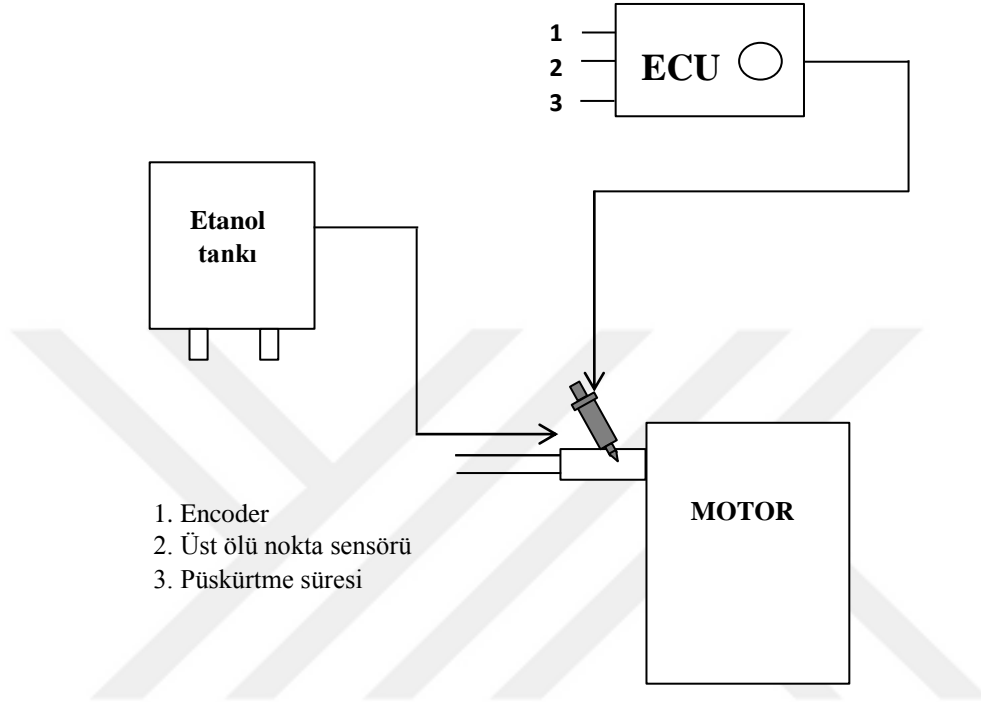 1
2
3
ECU
Etanol
tankı
1. Encoder
2. Üst ölü nokta sensörü
3. Püskürtme süresi
MOTOR